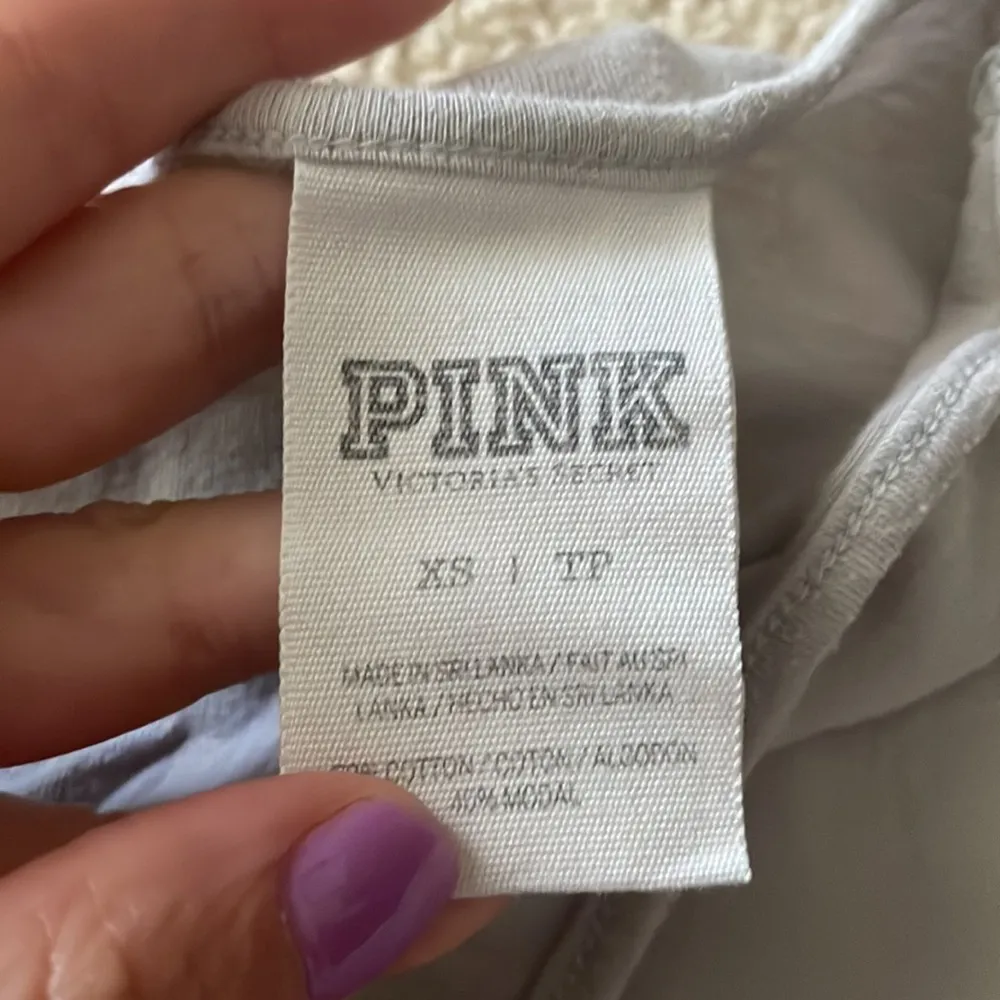 PINK
VICTORIA'S SECRET
XS | TP
MADE IN SRI LANKA / FAIT AU SRI
LANKA / HECHO EN SRI LANKA
COTTON / COTON / ALGODON
40% MODAL